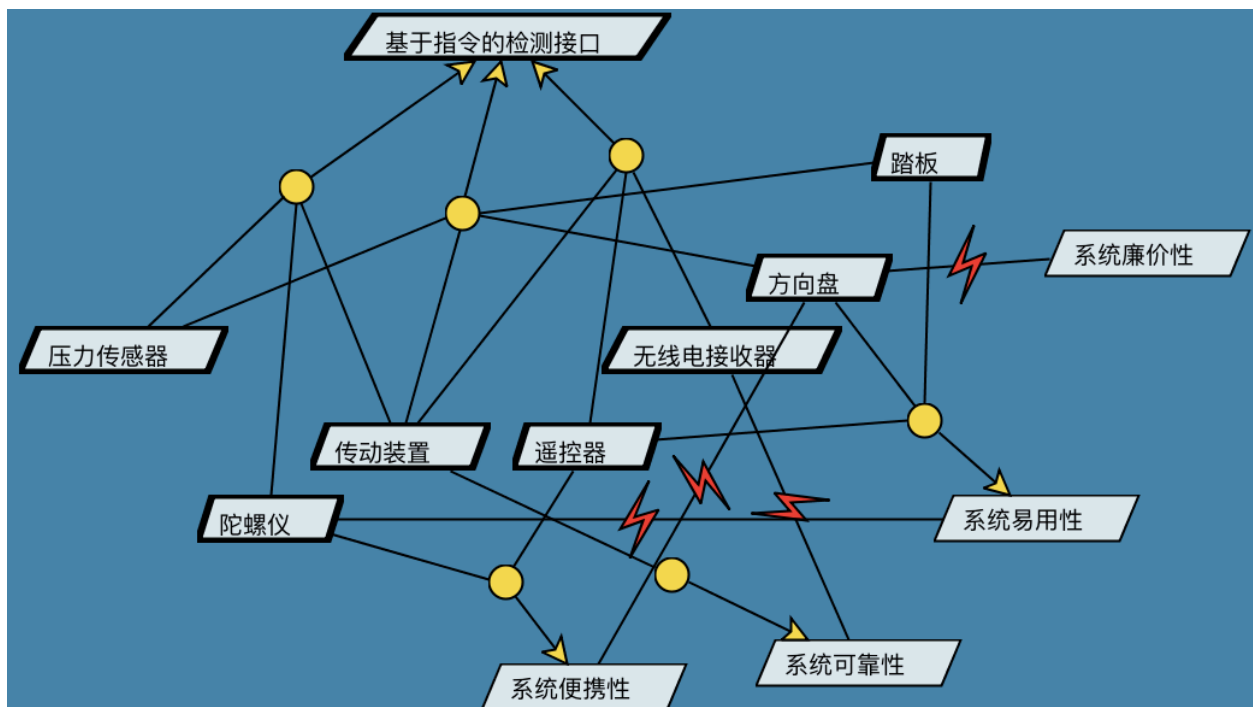 基于指令的检测接口
踏板
系统廉价性
方向盘
压力传感器
无线电接收器
传动装置
遥控器
陀螺仪
系统易用性
系统可靠性
系统便携性